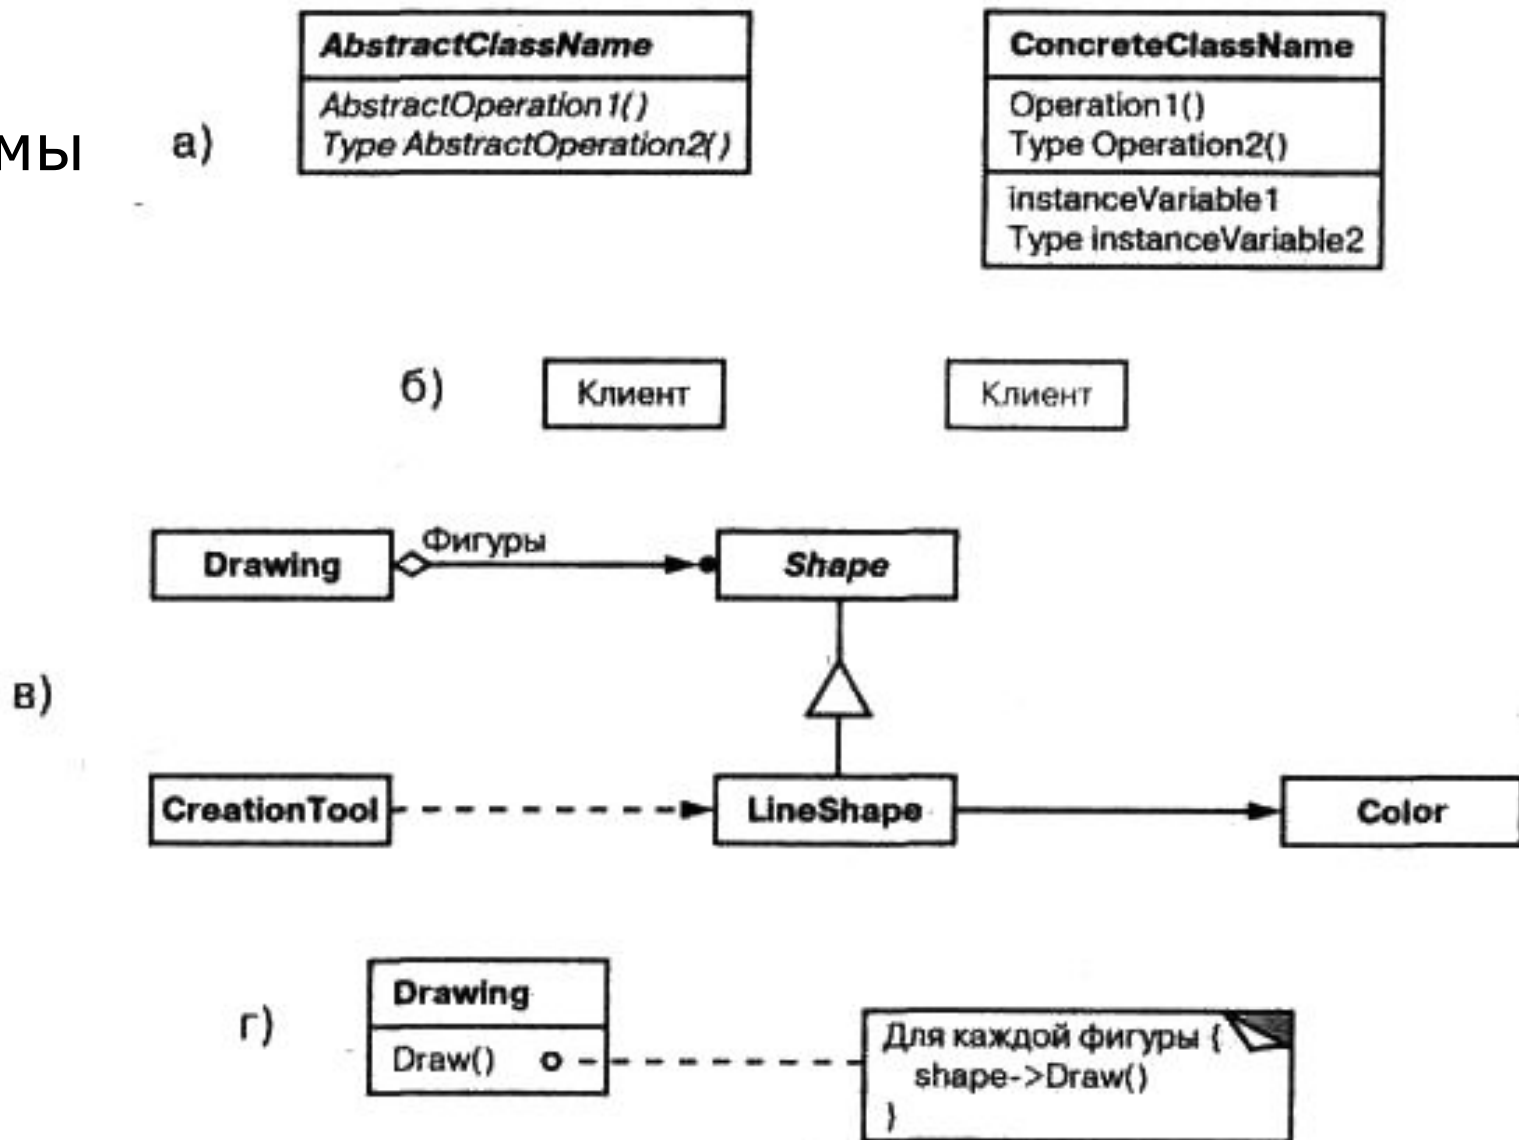 AbstractClassName
AbstractOperation1()
Type AbstractOperation2()
ConcreteClassName
Operation1()
Type Operation2()
instanceVariable1
Type instanceVariable2
мы
а)
б)
Клиент
Клиент
в)
Drawing
Фигуры
Shape
CreationTool
LineShape
Color
г)
Drawing
Draw()
Для каждой фигуры {
shape->Draw()
}